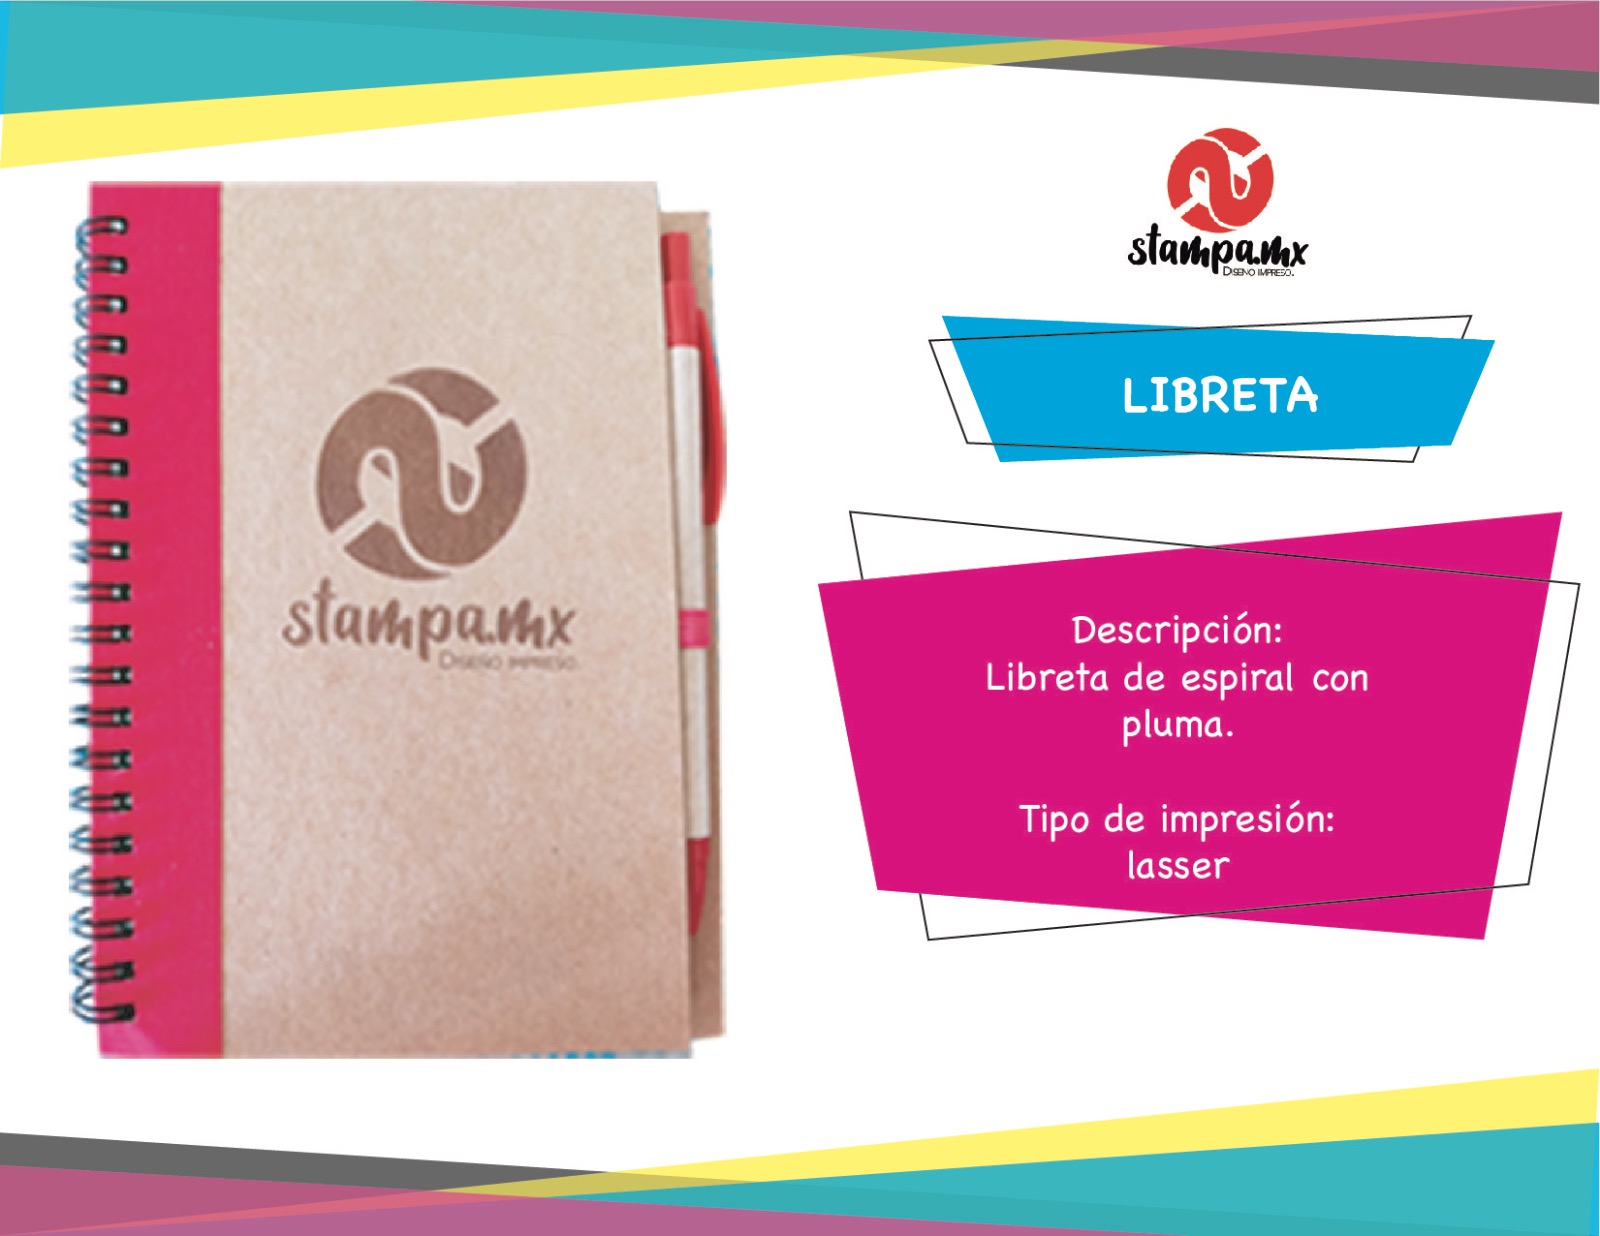 stampa.mx
DISEÑO IMPRESO.
LIBRETA
stampa.mx
DISEÑO IMPRESO.
Descripción:
Libreta de espiral con
pluma.
Tipo de impresión:
lasser